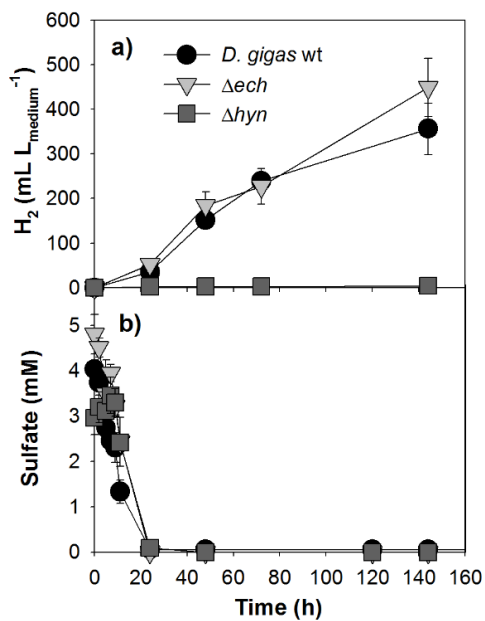 a)
D. gigas wt
Δech
Δhyn
H2 (mL Lmedium-1)
600
500
400
300
200
100
0
b)
Sulfate (mM)
5
4
3
2
1
0
0 20 40 60 80 100 120 140 160
Time (h)